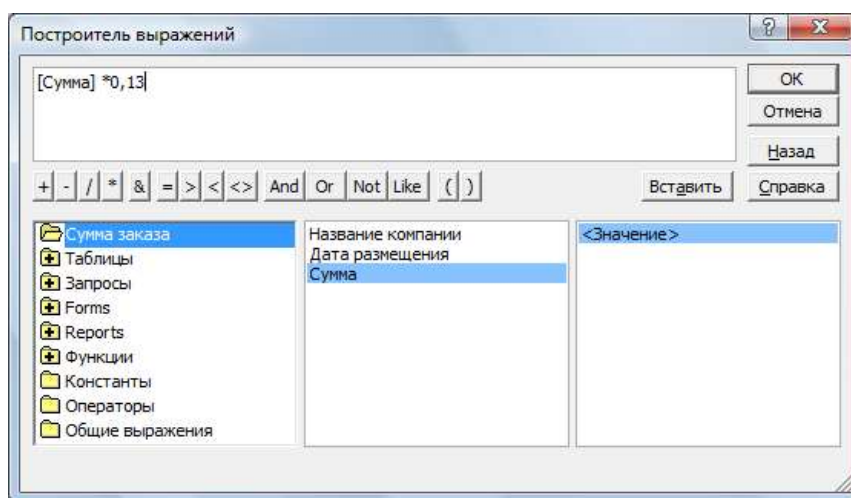 Построитель выражений
[Сумма] *0,13
ОК
Отмена
Назад
+ - / * & = > < <> And Or Not Like ( ) Вставить Справка
Сумма заказа
Таблицы
Запросы
Forms
Reports
Функции
Константы
Операторы
Общие выражения
Название компании
Дата размещения
Сумма
<Значение>